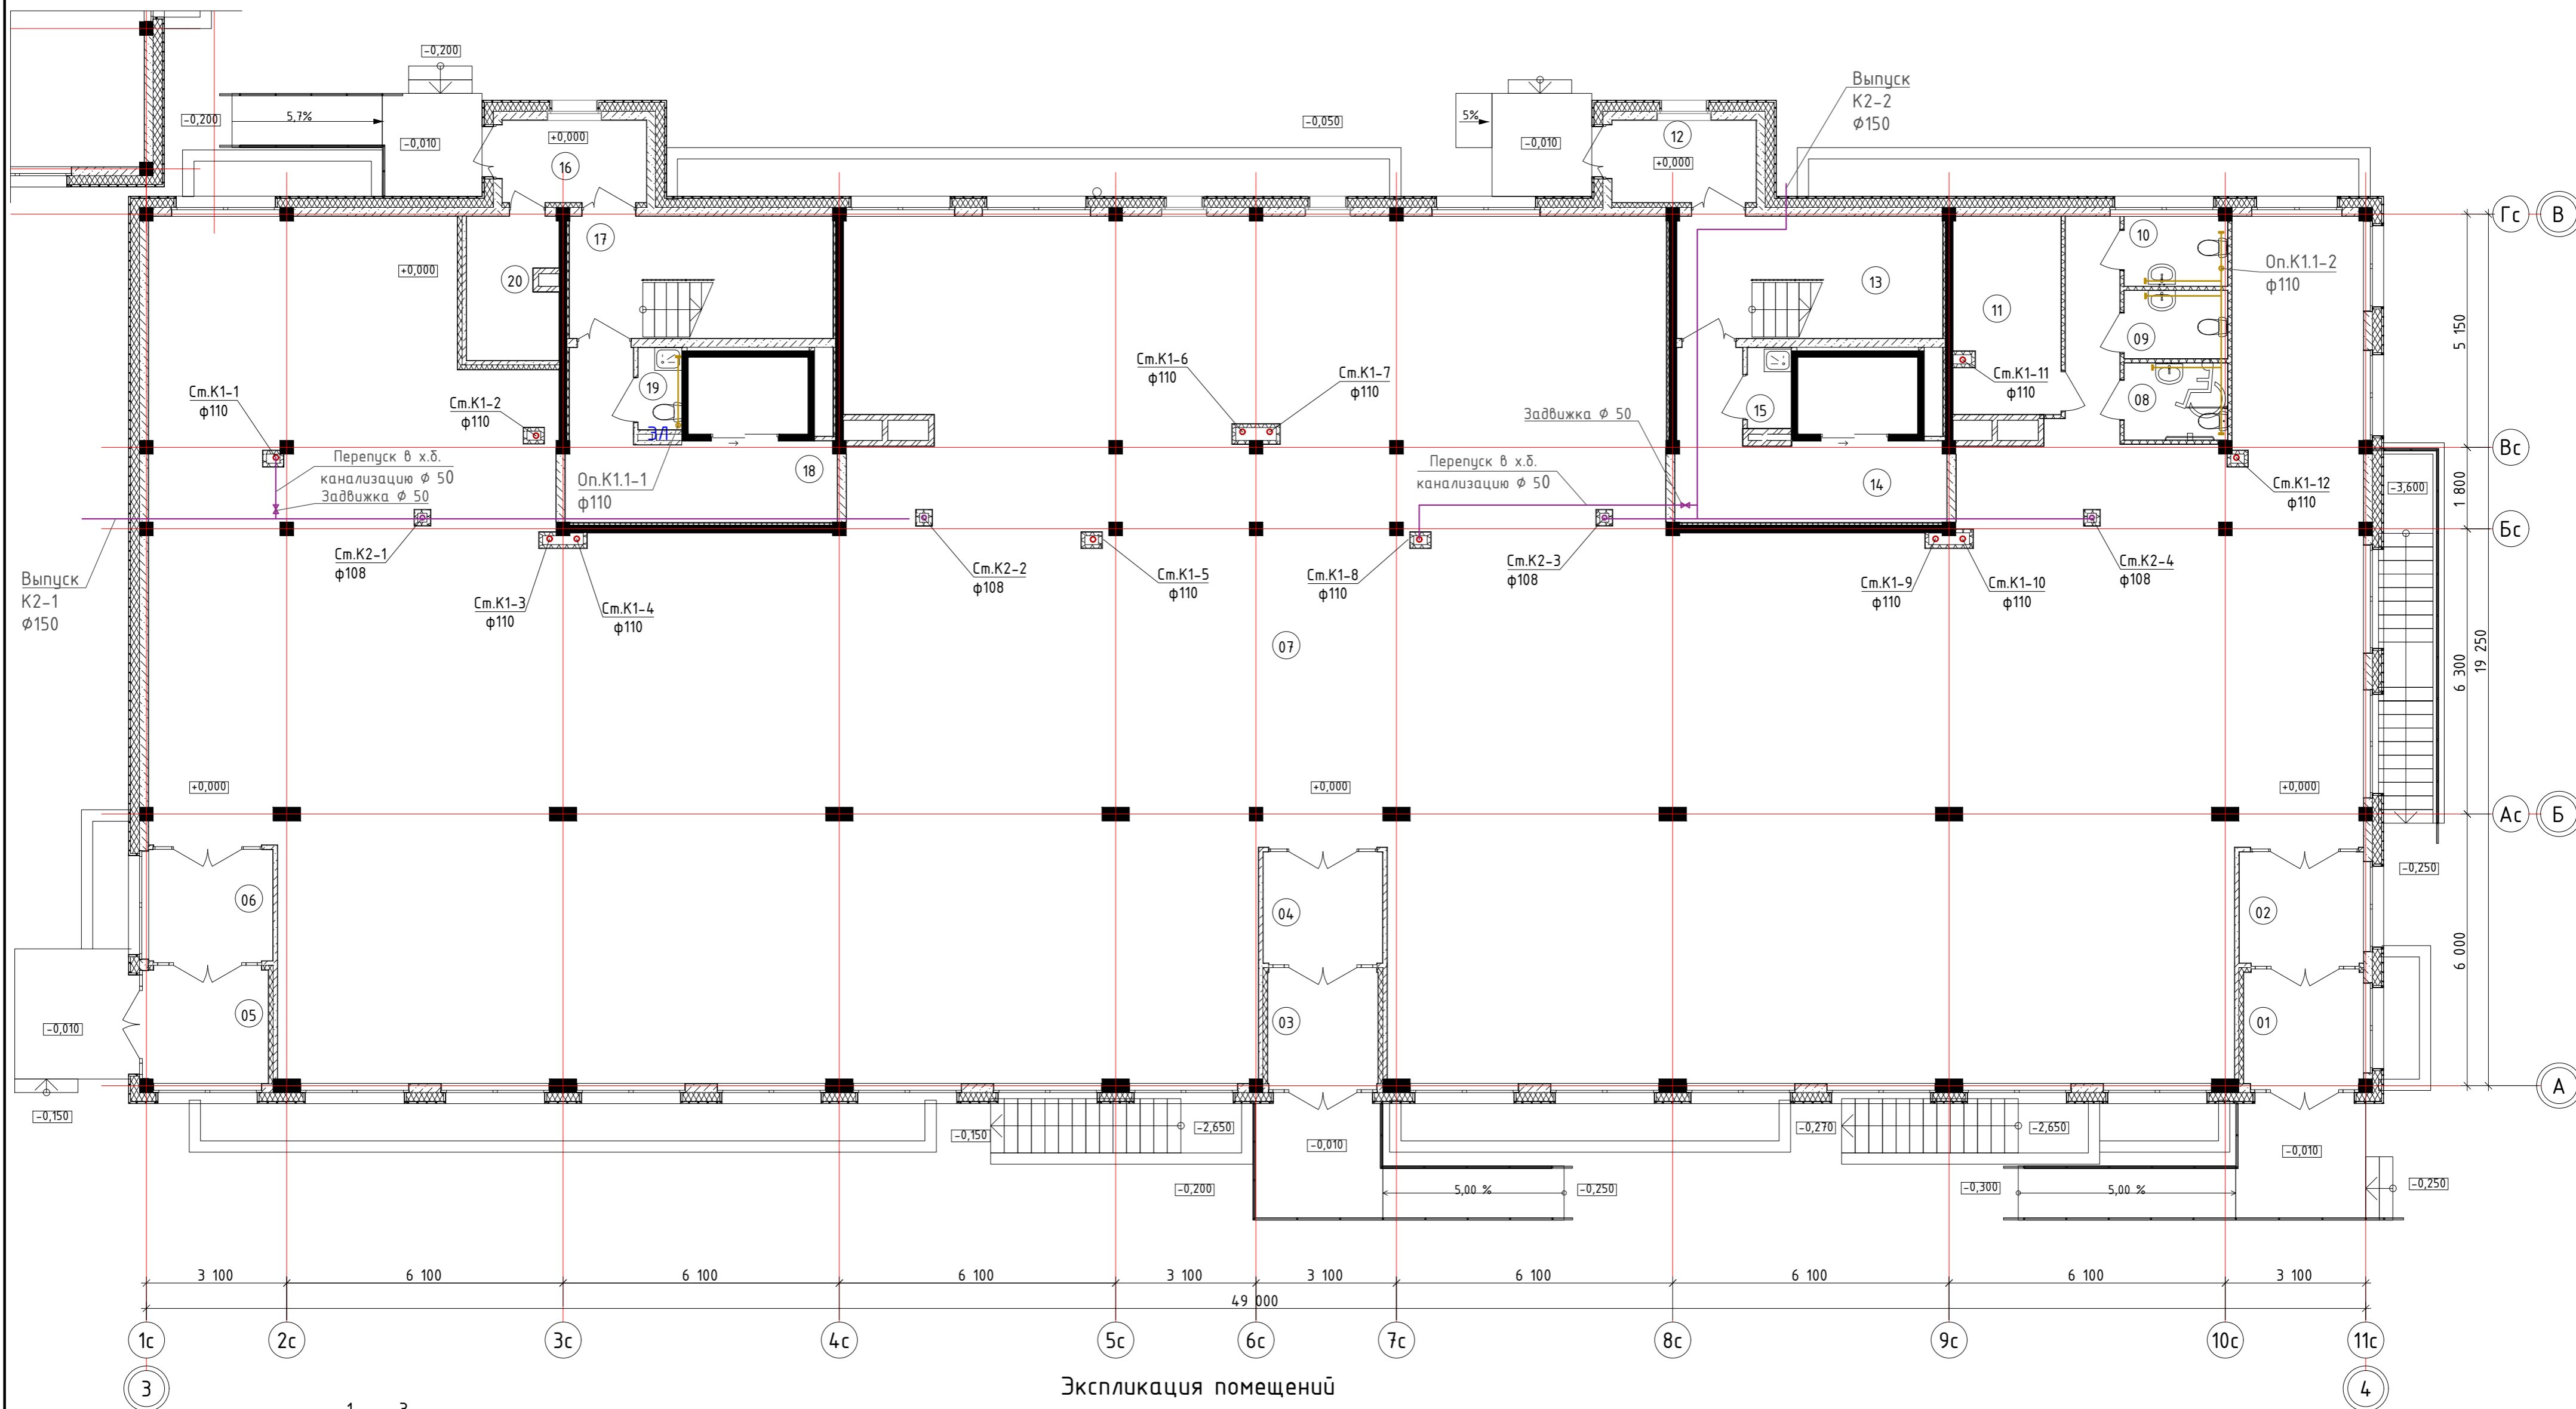 -0,200
-0,200
5,7%
-0,010
+0,000
16
-0,050
5%
-0,010
12
+0,000
Выпуск
К2-2
Ø150
Гс
В
17
+0,000
20
13
11
10
Оп.К1.1-2
ф110
09
5 150
Ст.К1-1
ф110
Ст.К1-2
ф110
19
ЭЛ
Ст.К1-6
ф110
Ст.К1-7
ф110
Задвижка Ø 50
15
Ст.К1-11
ф110
08
Вс
Перепуск в х.б.
канализацию Ø 50
Задвижка Ø 50
Оп.К1.1-1
ф110
18
Перепуск в х.б.
канализацию Ø 50
14
Ст.К1-12
ф110
-3,600
1 800
Бс
Выпуск
К2-1
Ø150
Ст.К2-1
ф108
Ст.К1-3
ф110
Ст.К1-4
ф110
Ст.К2-2
ф108
Ст.К1-5
ф110
Ст.К1-8
ф110
Ст.К2-3
ф108
Ст.К1-9
ф110
Ст.К1-10
ф110
Ст.К2-4
ф108
07
6 300
19 250
+0,000
+0,000
+0,000
Ас
Б
-0,250
06
04
02
6 000
05
03
01
-0,010
-0,150
А
-0,150
-2,650
-0,010
-0,270
-2,650
-0,010
-0,200
5,00 %
-0,250
-0,300
5,00 %
-0,250
3 100
6 100
6 100
6 100
3 100
3 100
6 100
6 100
6 100
3 100
49 000
1с
2с
3с
4с
5с
6с
7с
8с
9с
10с
11с
3
4
Экспликация помещений
1 3